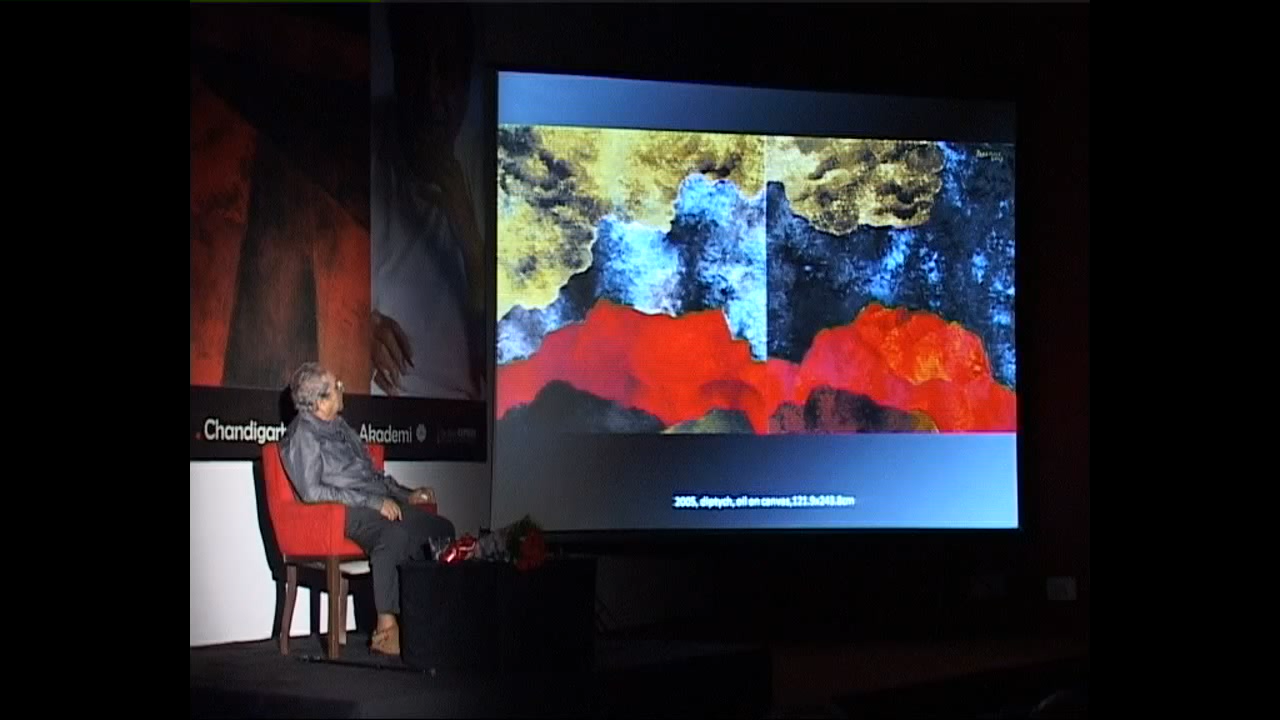 Chandigarh Akademi
2005, diptych, oil on canvas,121.9x243.8cm